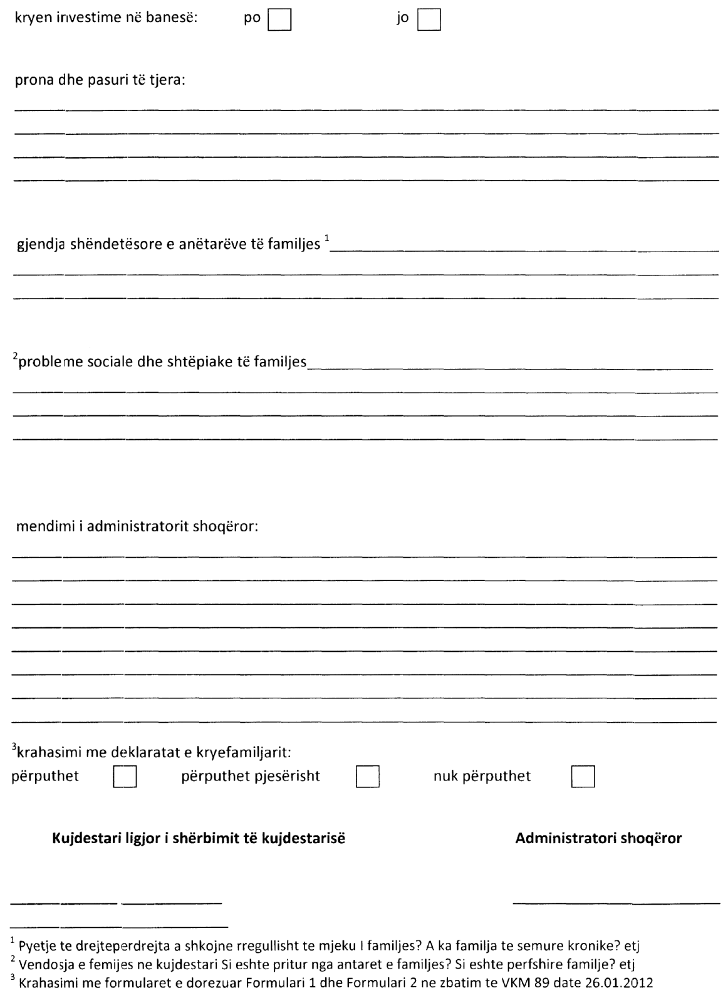 kryen investime në banesë: po jo
prona dhe pasuri të tjera:
gjendja shëndetësore e anëtarëve të familjes ¹
²probleme sociale dhe shtëpiake të familjes
mendimi i administratorit shoqëror:
³krahasimi me deklaratat e kryefamiljarit:
përputhet përputhet pjesërisht nuk përputhet
Kujdestari ligjor i shërbimit të kujdestarisë Administratori shoqëror
¹ Pyetje te drejteperdrejta a shkojne rregullisht te mjeku I familjes? A ka familja te semure kronike? etj
² Vendosja e femijes ne kujdestari Si eshte pritur nga antaret e familjes? Si eshte perfshire familje? etj
³ Krahasimi me formularet e dorezuar Formulari 1 dhe Formulari 2 ne zbatim te VKM 89 date 26.01.2012